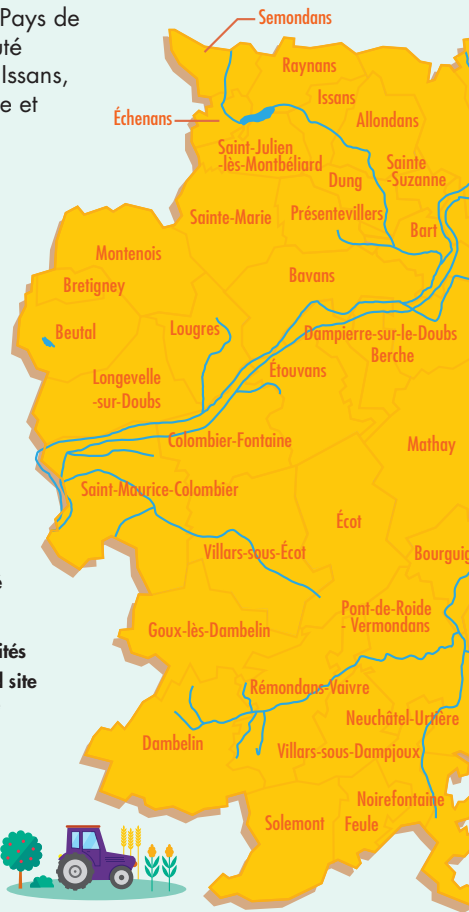 Pays de
uté
Issans,
e et
Semondans
Raynans
Issans
Échenans
Allondans
Saint-Julien
-lès-Montbéliard
Sainte
-Suzanne
Dung
Sainte-Marie
Présentevillers
Bart
Montenois
Bavans
Bretigney
Beutal
Lougres
Dampierre-sur-le-Doubs
Berche
Étouvans
Longevelle
-sur-Doubs
Colombier-Fontaine
Mathay
Saint-Maurice-Colombier
Écot
Villars-sous-Écot
Bourguig
e
Pont-de-Roide
- Vermondans
Goux-lès-Dambelin
ités
l site
Rémondans-Vaivre
Neuchâtel-Urtière
Dambelin
Villars-sous-Dampjoux
Noirefontaine
Solemont
Feule